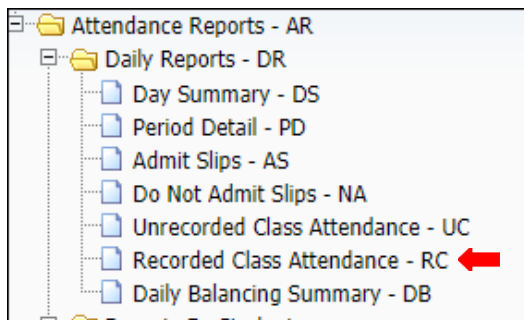 Attendance Reports - AR
Daily Reports - DR
Day Summary - DS
Period Detail - PD
Admit Slips - AS
Do Not Admit Slips - NA
Unrecorded Class Attendance - UC
Recorded Class Attendance - RC
Daily Balancing Summary - DB